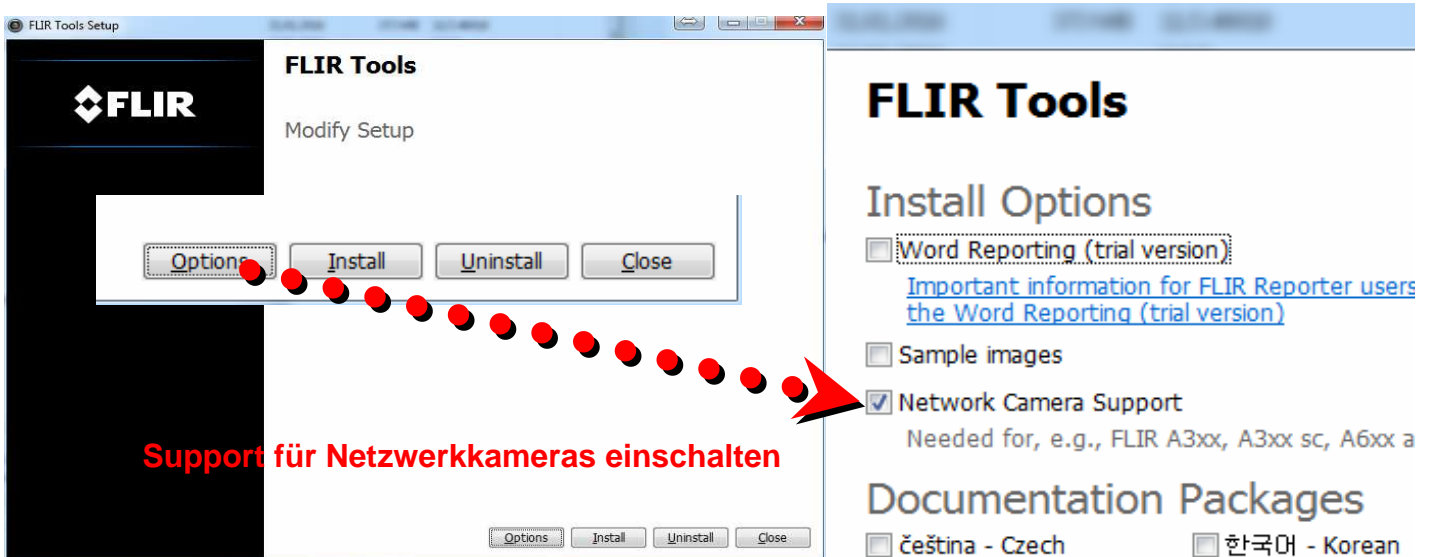 FLIR Tools Setup
FLIR
FLIR Tools
Modify Setup
Options Install Uninstall Close
Support für Netzwerkkameras einschalten
Options Install Uninstall Close
FLIR Tools
Install Options
Word Reporting (trial version)
Important information for FLIR Reporter users
the Word Reporting (trial version)
Sample images
Network Camera Support
Needed for, e.g., FLIR A3xx, A3xx sc, A6xx a
Documentation Packages
čeština - Czech 한국어 - Korean